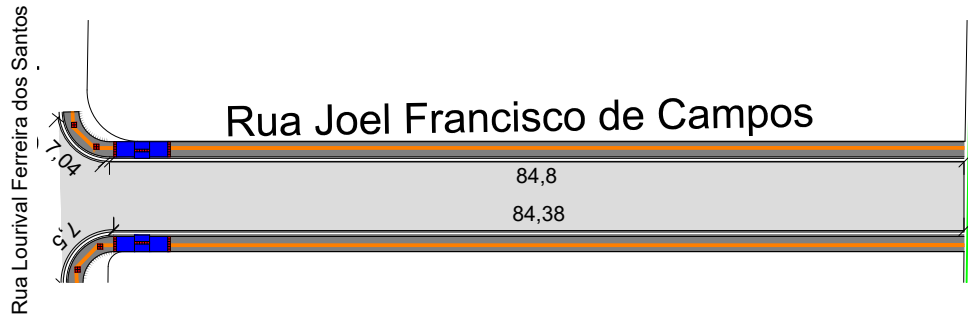 Rua Lourival Ferreira dos Santos
Rua Joel Francisco de Campos
7,04
84,8
84,38
7,5